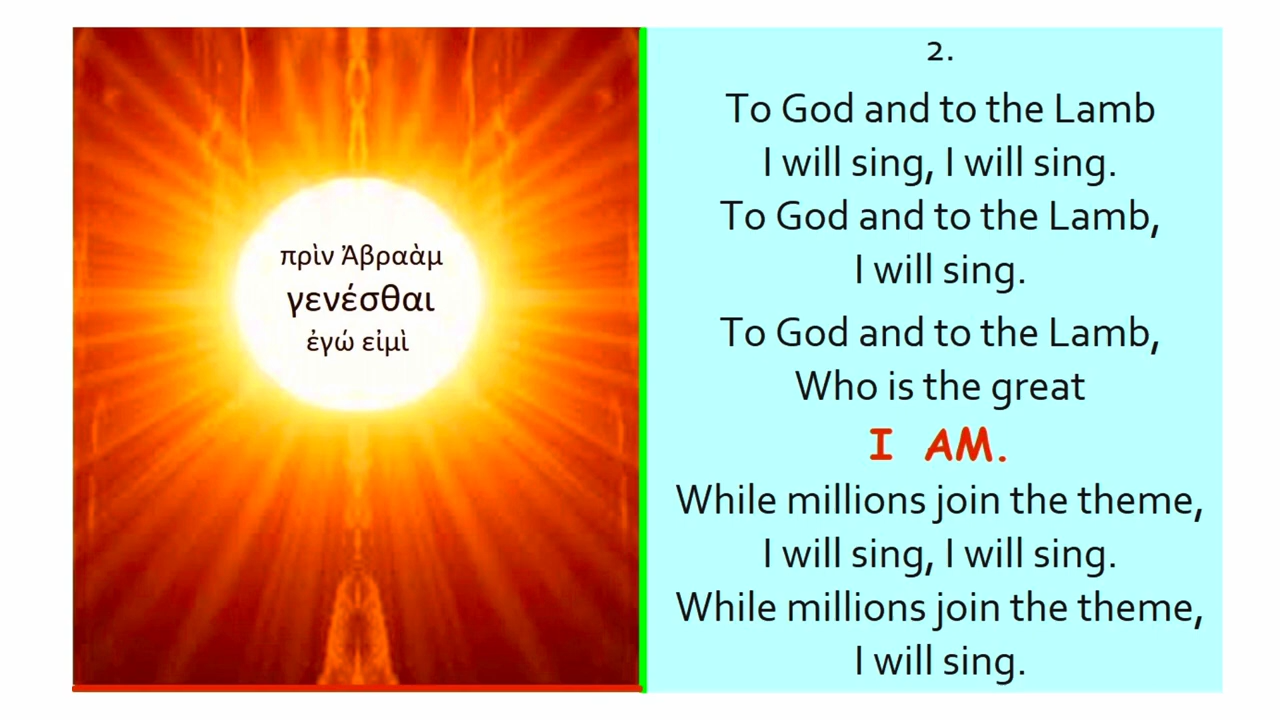 πρὶν Ἀβραὰμ
γενέσθαι
ἐγώ εἰμὶ
2.
To God and to the Lamb
I will sing, I will sing.
To God and to the Lamb,
I will sing.
To God and to the Lamb,
Who is the great
I AM.
While millions join the theme,
I will sing, I will sing.
While millions join the theme,
I will sing.